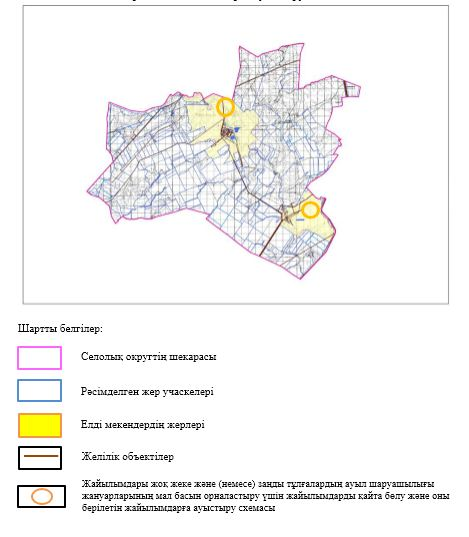 Шартты белгілер:
Селолық округтің шекарасы
Рәсімделген жер учаскелері
Елді мекендердің жерлері
Желілік объектілер
Жайылымдары жоқ жеке және (немесе) заңды тұлғалардың ауыл шаруашылығы
жануарларының мал басын орналастыру үшін жайылымдарды қайта бөлу және оны
берілетін жайылымдарға ауыстыру схемасы